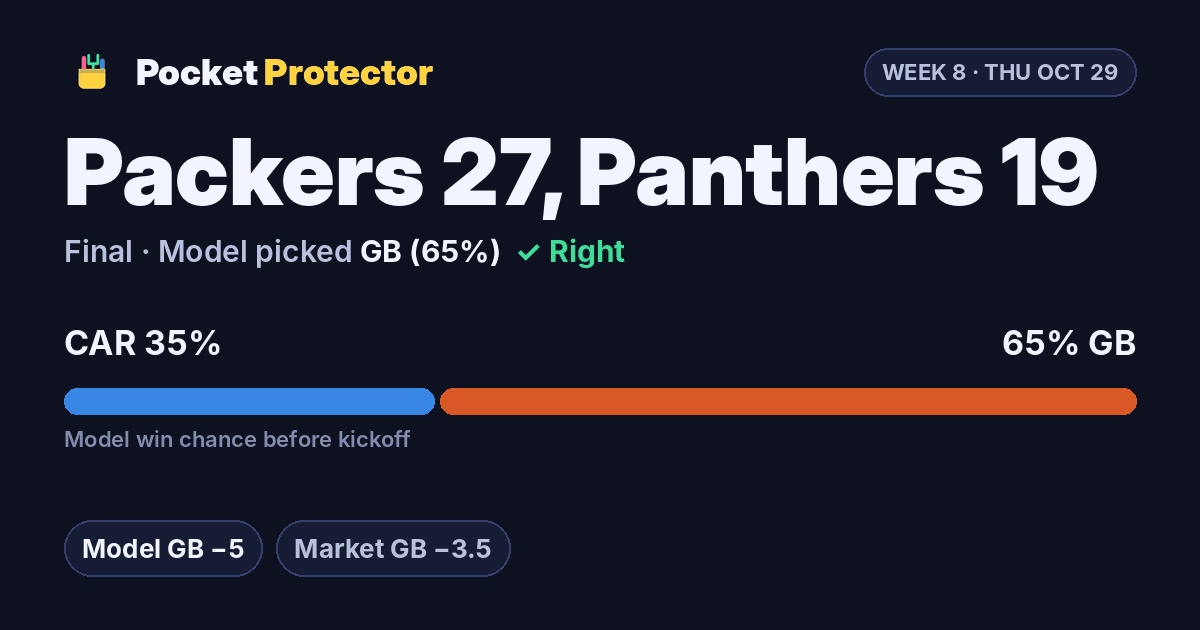 Pocket Protector
WEEK 8 · THU OCT 29
Packers 27, Panthers 19
Final · Model picked GB (65%) ✓ Right
CAR 35%
65% GB
Model win chance before kickoff
Model GB −5
Market GB −3.5